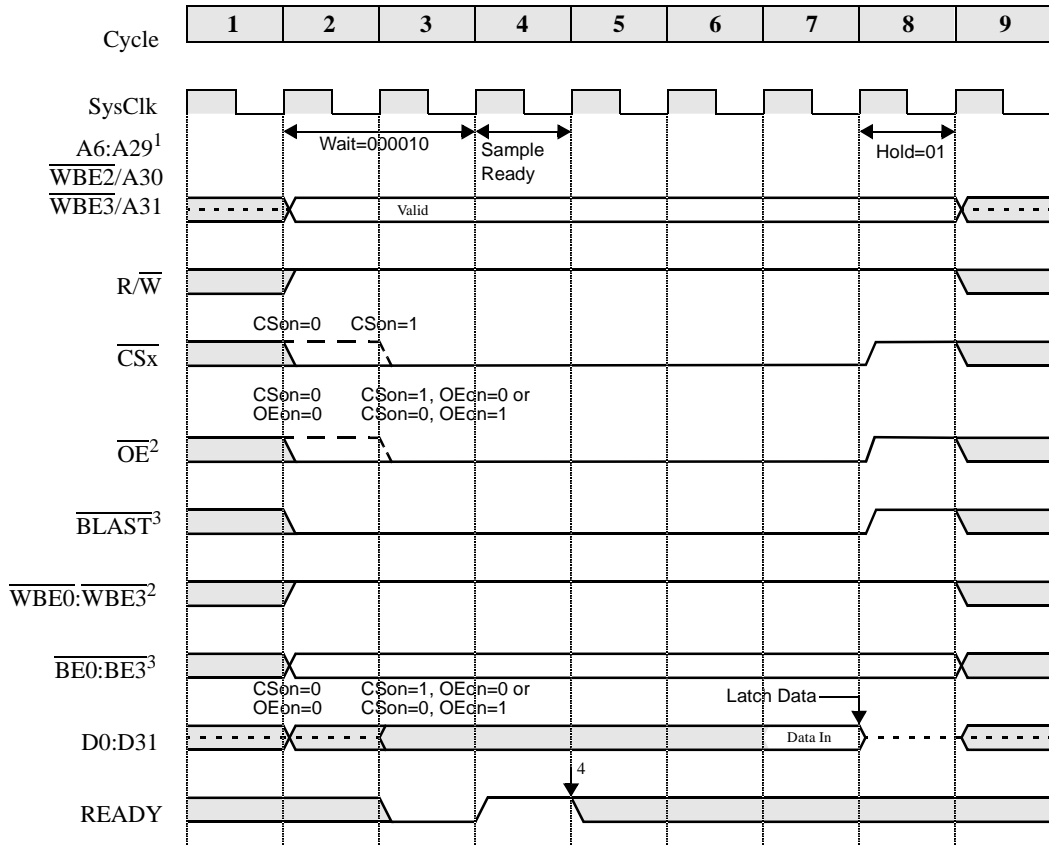 Cycle 1 2 3 4 5 6 7 8 9
SysClk
Wait=000010
Sample
Ready
Hold=01
A6:A29¹
WBE2/A30
WBE3/A31
Valid
R/W
CSon=0 CSon=1
CSx
CSon=0 CSon=1, OEon=0 or
OEon=0 CSon=0, OEon=1
OE²
BLAST³
WBE0:WBE3²
BE0:BE3³
CSon=0 CSon=1, OEon=0 or
OEon=0 CSon=0, OEon=1
Latch Data
D0:D31
Data In
4
READY